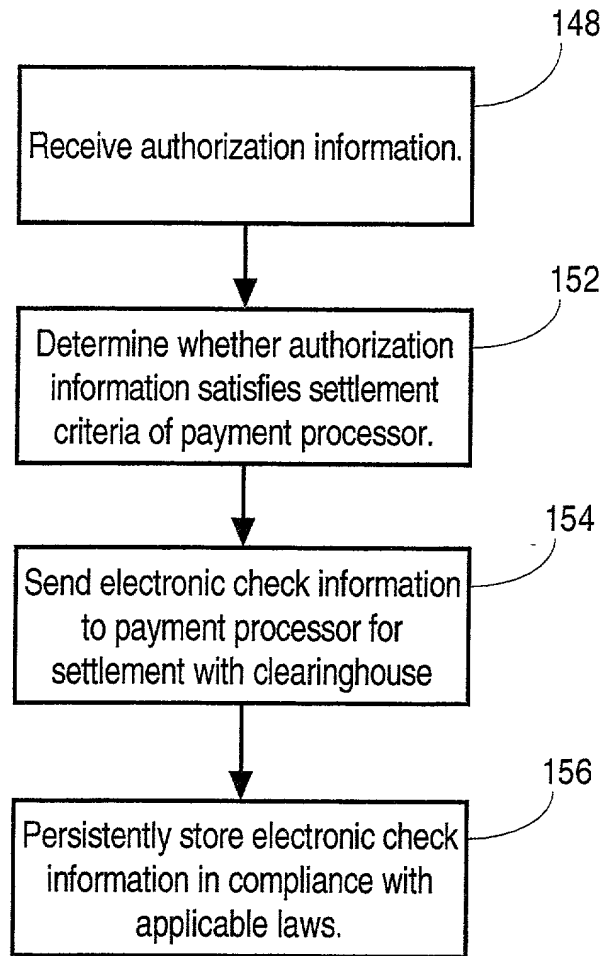 148
Receive authorization information.
152
Determine whether authorization
information satisfies settlement
criteria of payment processor.
154
Send electronic check information
to payment processor for
settlement with clearinghouse
156
Persistently store electronic check
information in compliance with
applicable laws.